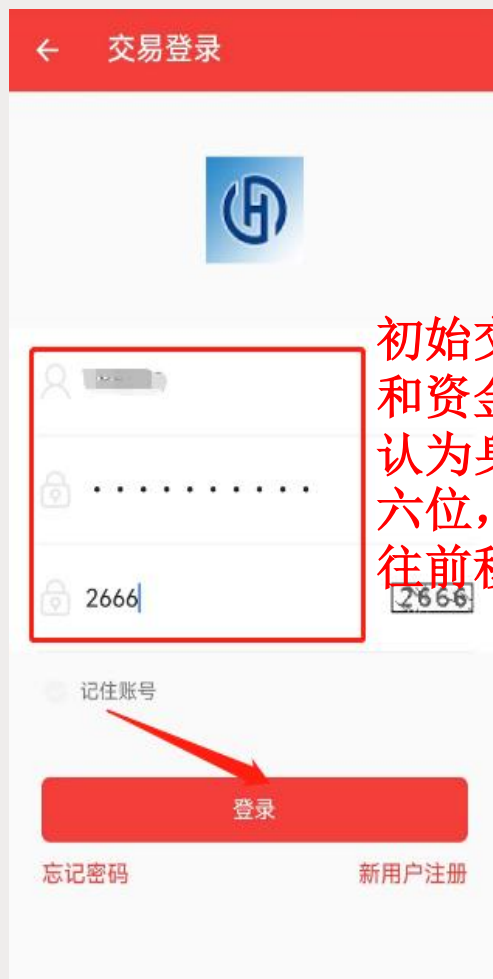 交易登录
初始交
和资金
认为身
六位，
往前移
2666
2666
记住账号
登录
忘记密码
新用户注册